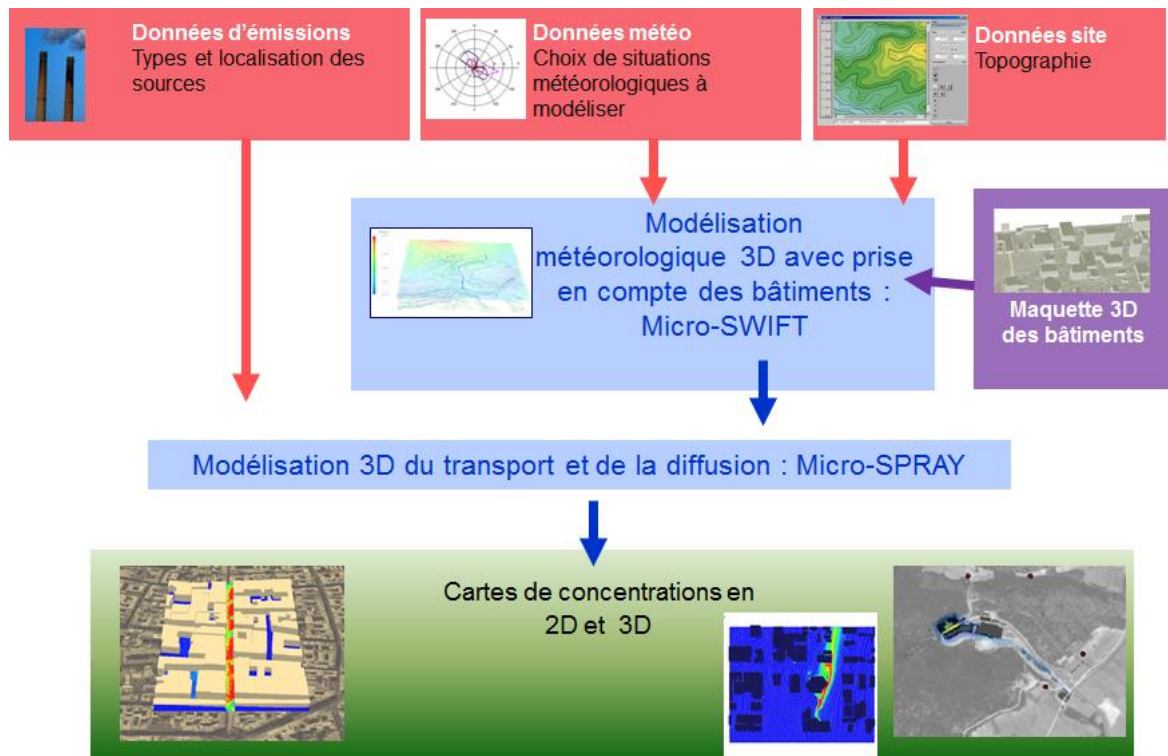 Données d'émissions
Types et localisation des
sources
Données météo
Choix de situations
météorologiques à
modéliser
Données site
Topographie
Modélisation
météorologique 3D avec prise
en compte des bâtiments :
Micro-SWIFT
Maquette 3D
des bâtiments
Modélisation 3D du transport et de la diffusion : Micro-SPRAY
Cartes de concentrations en
2D et 3D